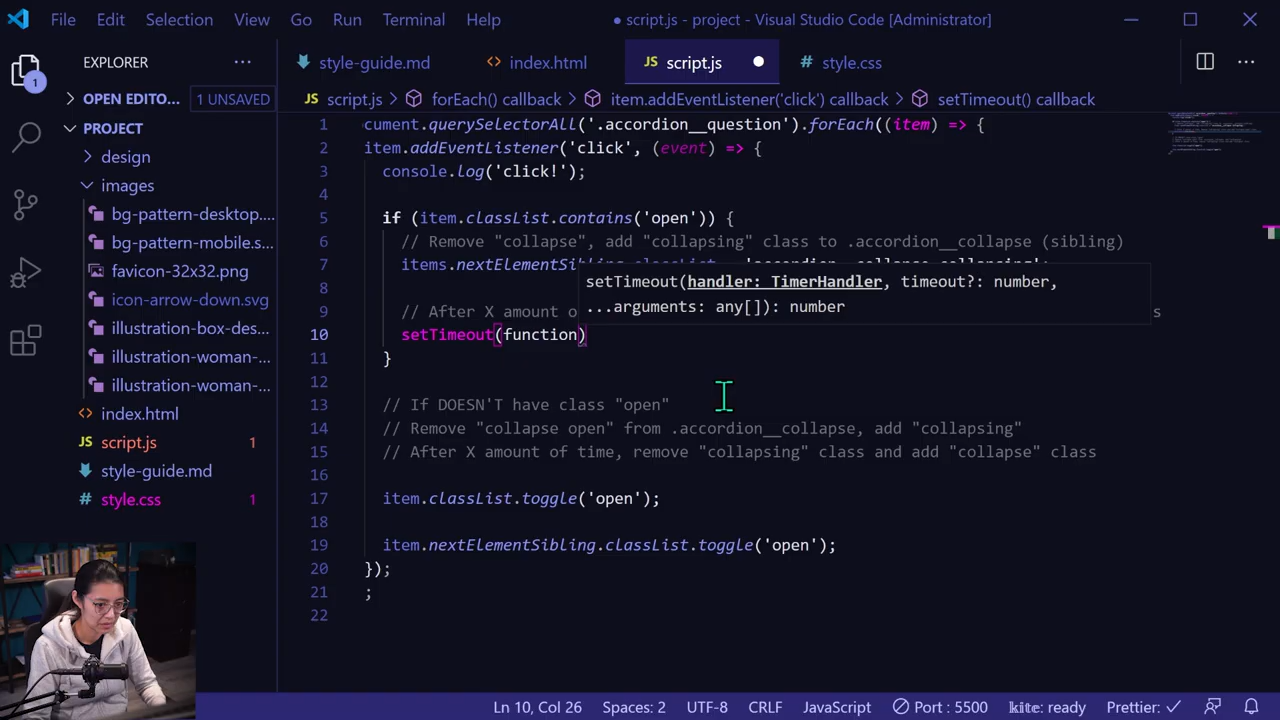 File Edit Selection View Go Run Terminal Help
● script.js - project - Visual Studio Code [Administrator]
EXPLORER ···
style-guide.md
<> index.html
JS script.js ●
# style.css
OPEN EDITO... 1 UNSAVED
JS script.js > forEach() callback > item.addEventListener('click') callback > setTimeout() callback
PROJECT
design
images
bg-pattern-desktop....
bg-pattern-mobile.s...
favicon-32x32.png
icon-arrow-down.svg
illustration-box-des...
illustration-woman-...
illustration-woman-...
<> index.html
JS script.js 1
style-guide.md
# style.css 1
1
1 cument.querySelectorAll('.accordion__question').forEach((item) => {
2 item.addEventListener('click', (event) => {
3 console.log('click!');
4
5 if (item.classList.contains('open')) {
6 // Remove "collapse", add "collapsing" class to .accordion__collapse (sibling)
7 items.nextElementSibling.classList
8
9 // After X amount o s
10 setTimeout(function)
11 }
12
13 // If DOESN'T have class "open"
14 // Remove "collapse open" from .accordion__collapse, add "collapsing"
15 // After X amount of time, remove "collapsing" class and add "collapse" class
16
17 item.classList.toggle('open');
18
19 item.nextElementSibling.classList.toggle('open');
20 });
21 ;
22
setTimeout(handler: TimerHandler, timeout?: number,
...arguments: any[]): number
Ln 10, Col 26 Spaces: 2 UTF-8 CRLF JavaScript Port : 5500 kite: ready Prettier: ✓